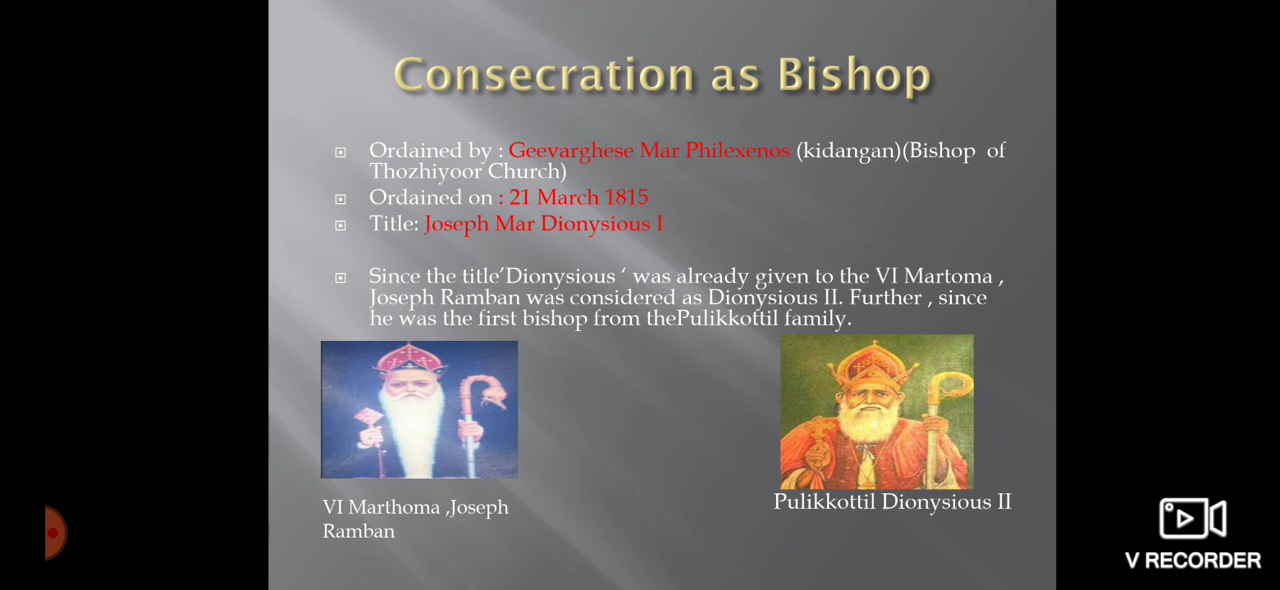 Consecration as Bishop
Ordained by : Geevarghese Mar Philexenos (kidangan)(Bishop of
Thozhiyoor Church)
Ordained on : 21 March 1815
Title: Joseph Mar Dionysious I
Since the title’Dionysious ‘ was already given to the VI Martoma ,
Joseph Ramban was considered as Dionysious II. Further , since
he was the first bishop from thePulikkottil family.
VI Marthoma ,Joseph
Ramban
Pulikkottil Dionysious II
V RECORDER